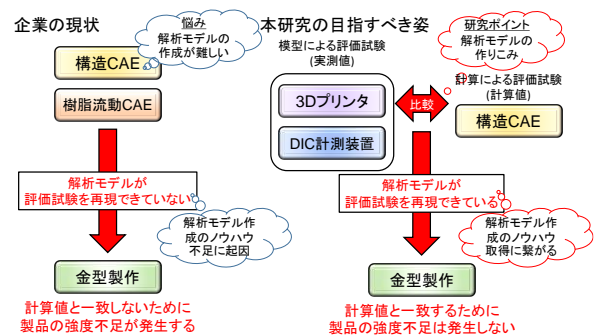 企業の現状
悩み
解析モデルの
作成が難しい
構造CAE
樹脂流動CAE
解析モデルが
評価試験を再現できていない
解析モデル作
成のノウハウ
不足に起因
金型製作
計算値と一致しないために
製品の強度不足が発生する
本研究の目指すべき姿
模型による評価試験
(実測値)
3Dプリンタ
DIC計測装置
比較
研究ポイント
解析モデルの
作りこみ
計算による評価試験
(計算値)
構造CAE
解析モデルが
評価試験を再現できている
解析モデル作
成のノウハウ
取得に繋がる
金型製作
計算値と一致するために
製品の強度不足は発生しない